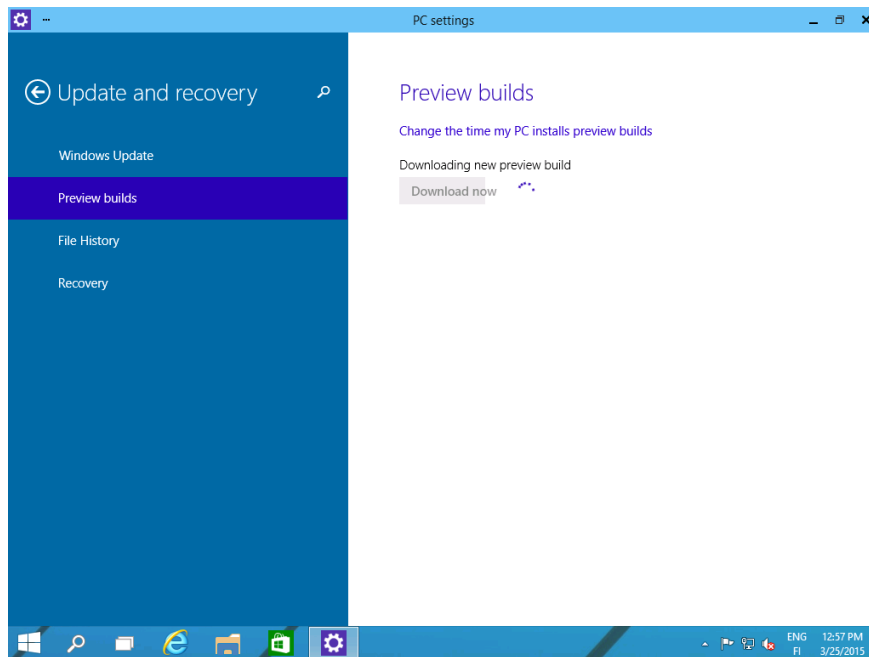 PC settings
Update and recovery
Windows Update
Preview builds
File History
Recovery
Preview builds
Change the time my PC installs preview builds
Downloading new preview build
Download now
ENG
FI
12:57 PM
3/25/2015